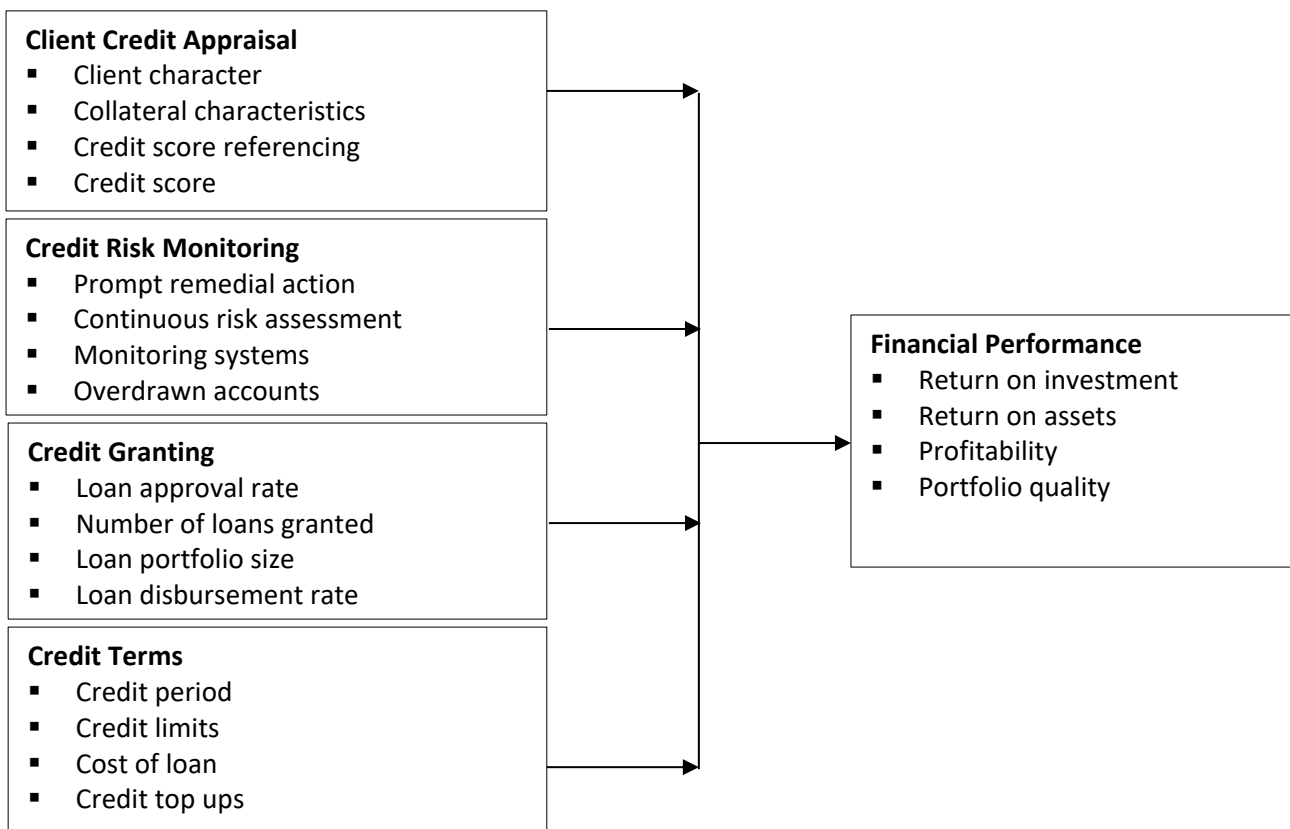 Client Credit Appraisal
▪ Client character
▪ Collateral characteristics
▪ Credit score referencing
▪ Credit score
Credit Risk Monitoring
▪ Prompt remedial action
▪ Continuous risk assessment
▪ Monitoring systems
▪ Overdrawn accounts
Credit Granting
▪ Loan approval rate
▪ Number of loans granted
▪ Loan portfolio size
▪ Loan disbursement rate
Credit Terms
▪ Credit period
▪ Credit limits
▪ Cost of loan
▪ Credit top ups
Financial Performance
▪ Return on investment
▪ Return on assets
▪ Profitability
▪ Portfolio quality